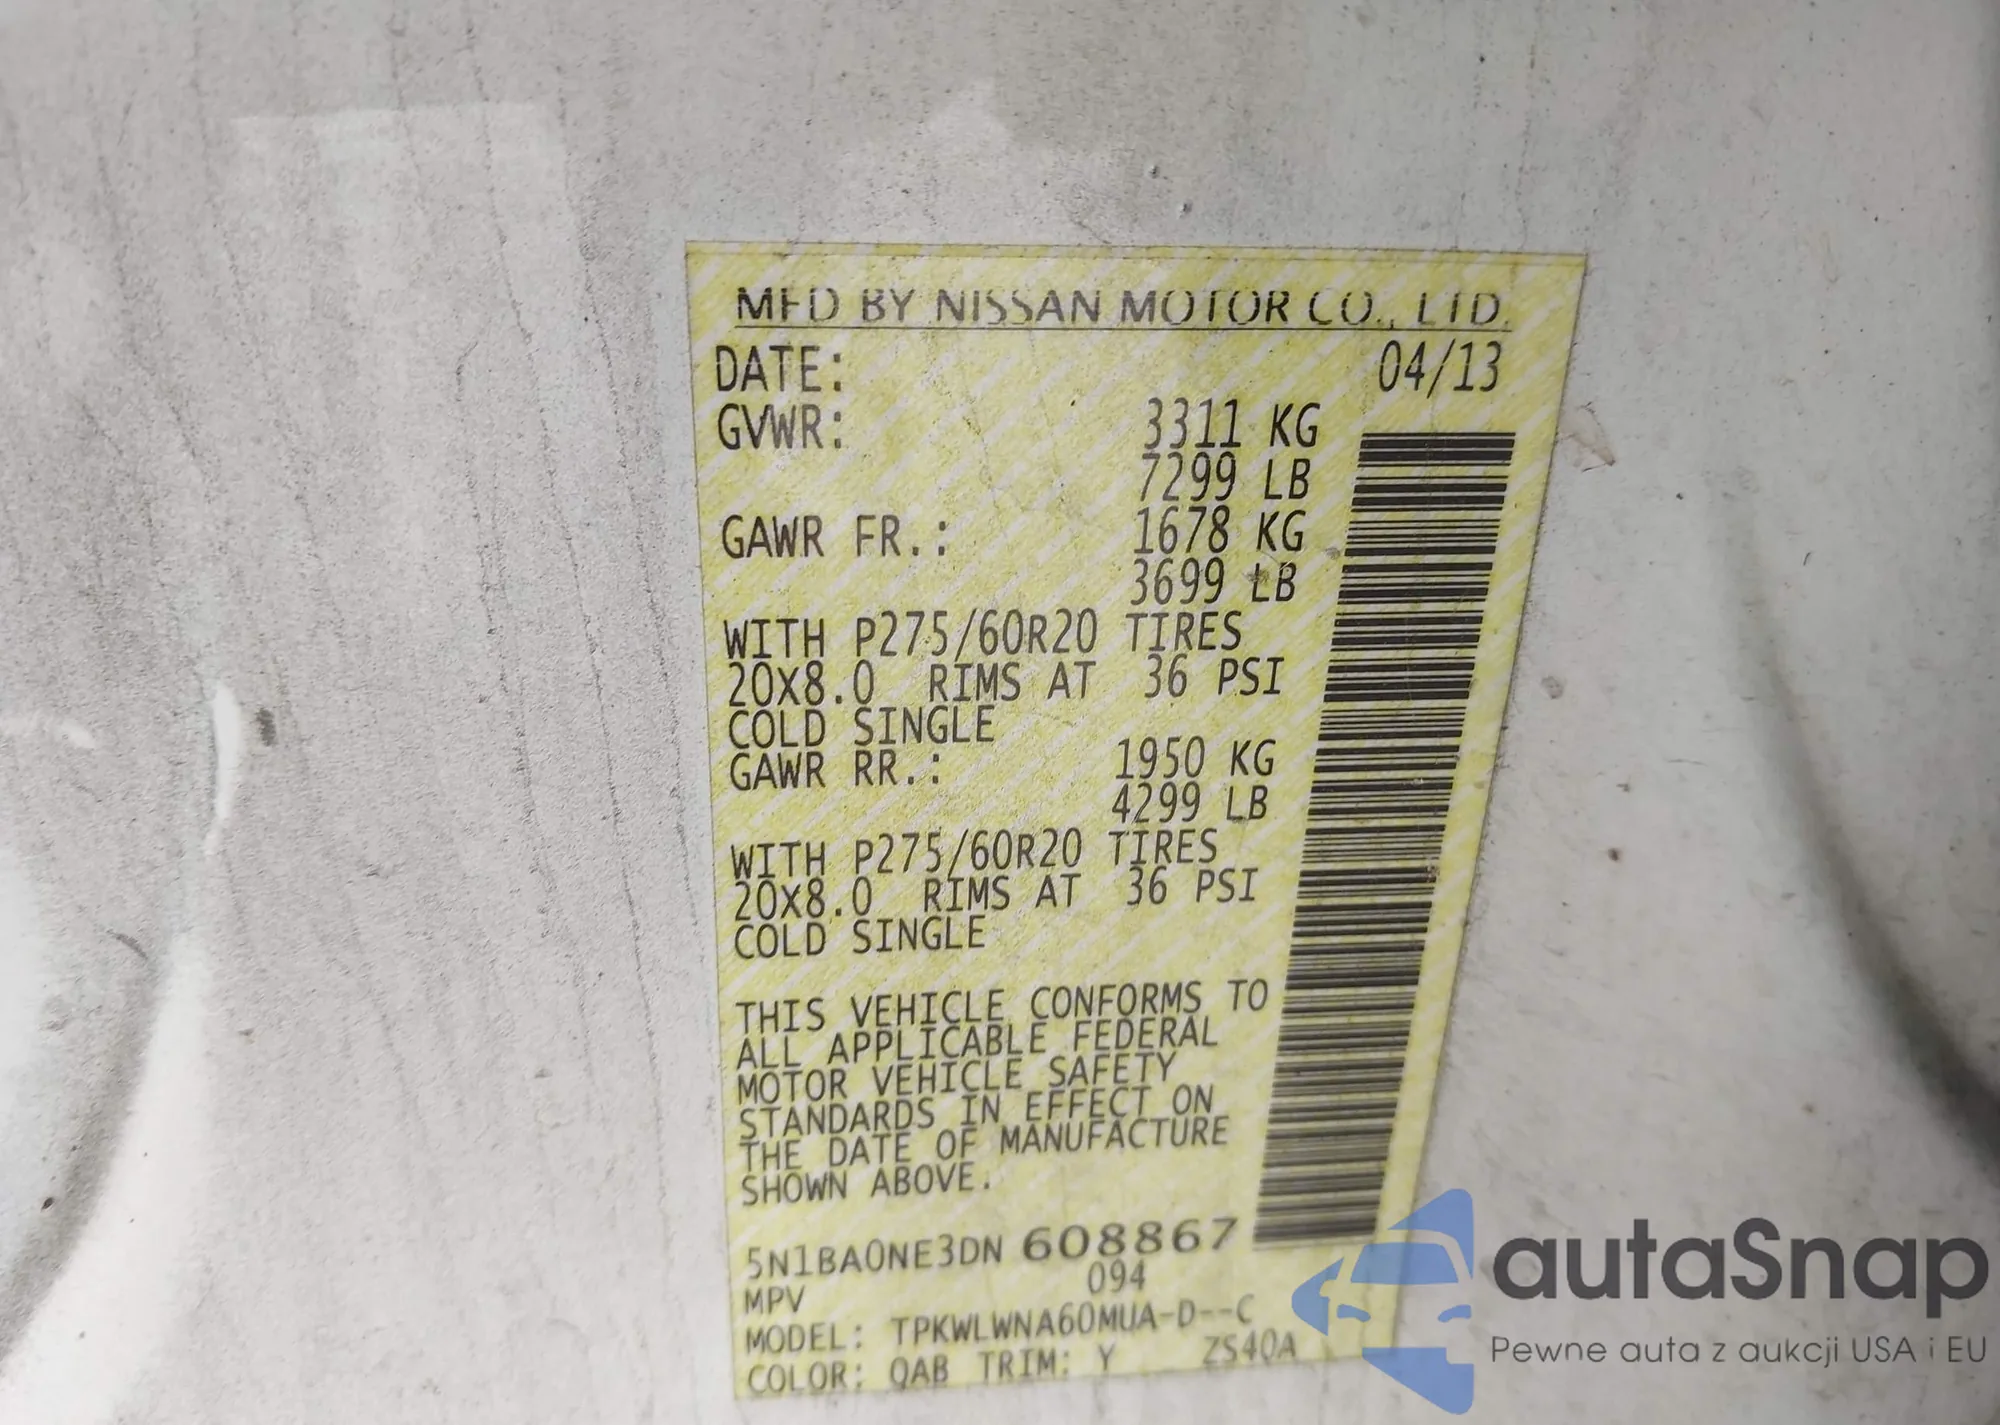 MFD BY NISSAN MOTOR CO., LTD.
DATE: 04/13
GVWR: 3311 KG
7299 LB
GAWR FR.: 1678 KG
3699 LB
WITH P275/60R20 TIRES
20X8.0 RIMS AT 36 PSI
COLD SINGLE
GAWR RR.: 1950 KG
4299 LB
WITH P275/60R20 TIRES
20X8.0 RIMS AT 36 PSI
COLD SINGLE
THIS VEHICLE CONFORMS TO
ALL APPLICABLE FEDERAL
MOTOR VEHICLE SAFETY
STANDARDS IN EFFECT ON
THE DATE OF MANUFACTURE
SHOWN ABOVE.
5N1BA0NE3DN 608867
MPV 094
MODEL: TPKWLWNA60MUA-D--C
COLOR: QAB TRIM: Y ZS40A
autaSnap
Pewne auta z aukcji USA i EU